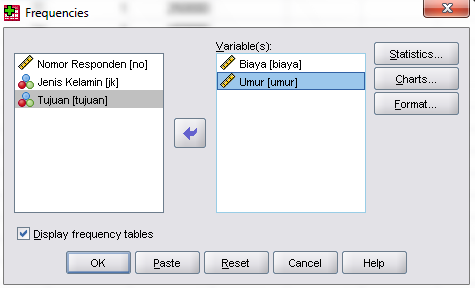 Frequencies
Variable(s):
Nomor Responden [no]
Jenis Kelamin [jk]
Tujuan [tujuan]
Biaya [biaya]
Umur [umur]
Statistics...
Charts...
Format...
Display frequency tables
OK
Paste
Reset
Cancel
Help